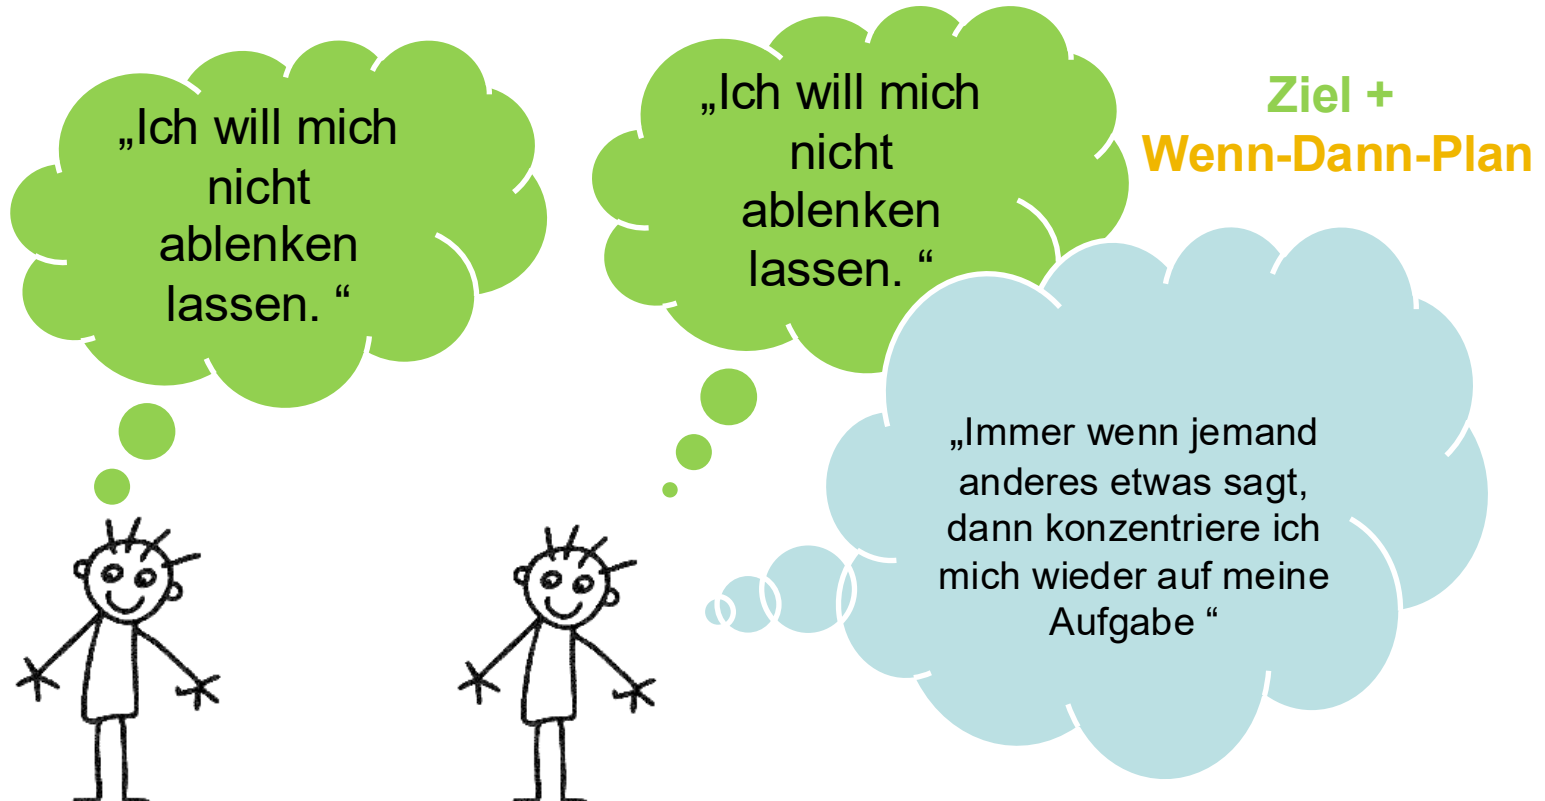 „Ich will mich
nicht
ablenken
lassen. “
„Ich will mich
nicht
ablenken
lassen. “
Ziel +
Wenn-Dann-Plan
„Immer wenn jemand
anderes etwas sagt,
dann konzentriere ich
mich wieder auf meine
Aufgabe “